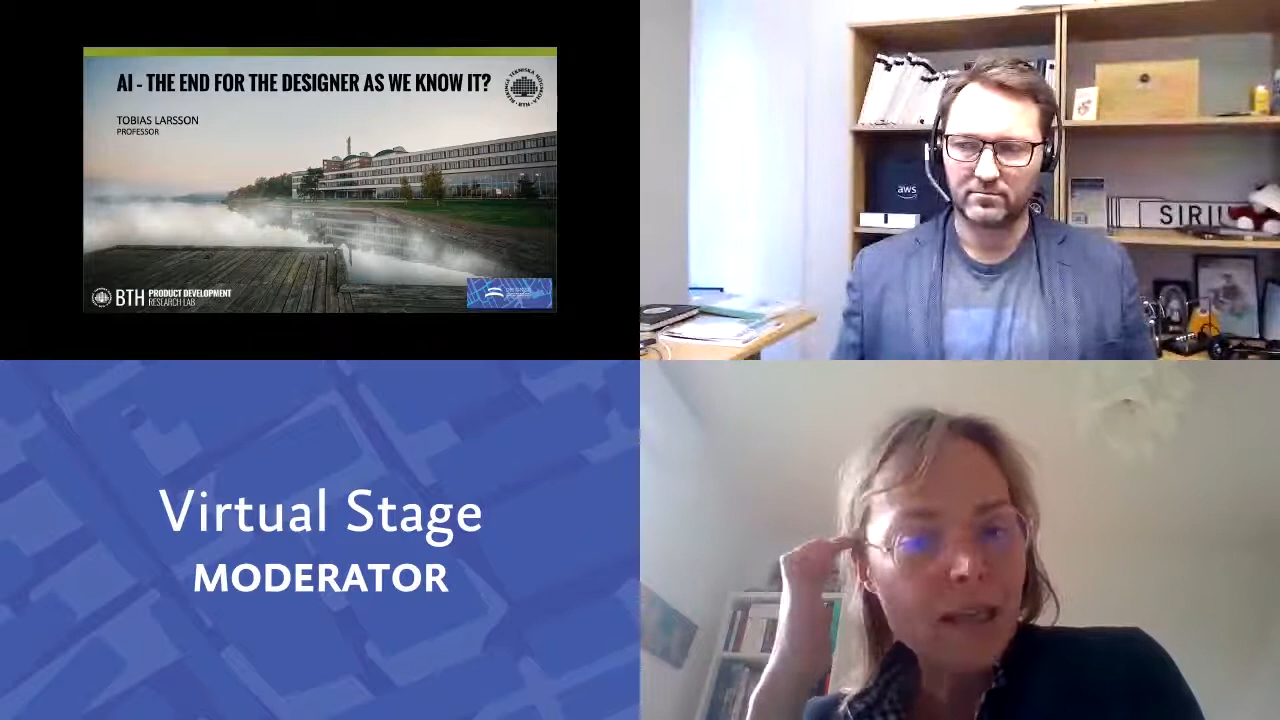 AI - THE END FOR THE DESIGNER AS WE KNOW IT?
TOBIAS LARSSON
PROFESSOR
BTH PRODUCT DEVELOPMENT
RESEARCH LAB
aws
SIRIU
Virtual Stage
MODERATOR